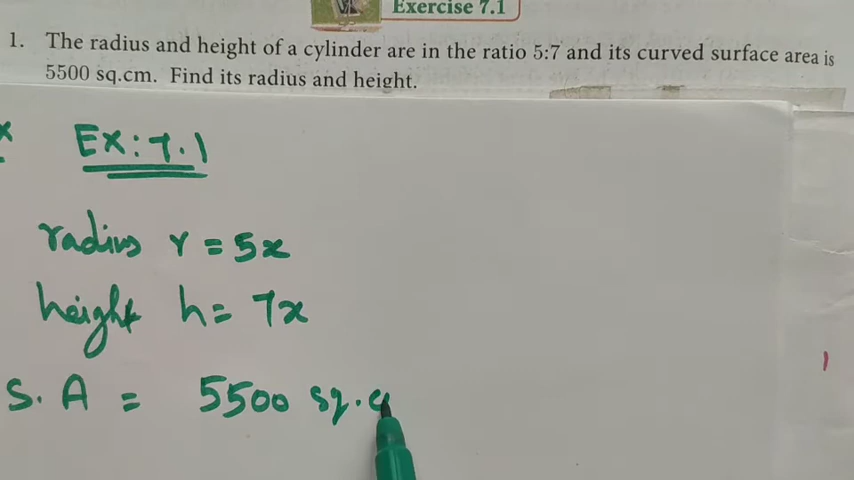 Exercise 7.1
1. The radius and height of a cylinder are in the ratio 5:7 and its curved surface area is
5500 sq.cm. Find its radius and height.
EX: 7.1
radius r = 5x
height h = 7x
S. A = 5500 sq.c